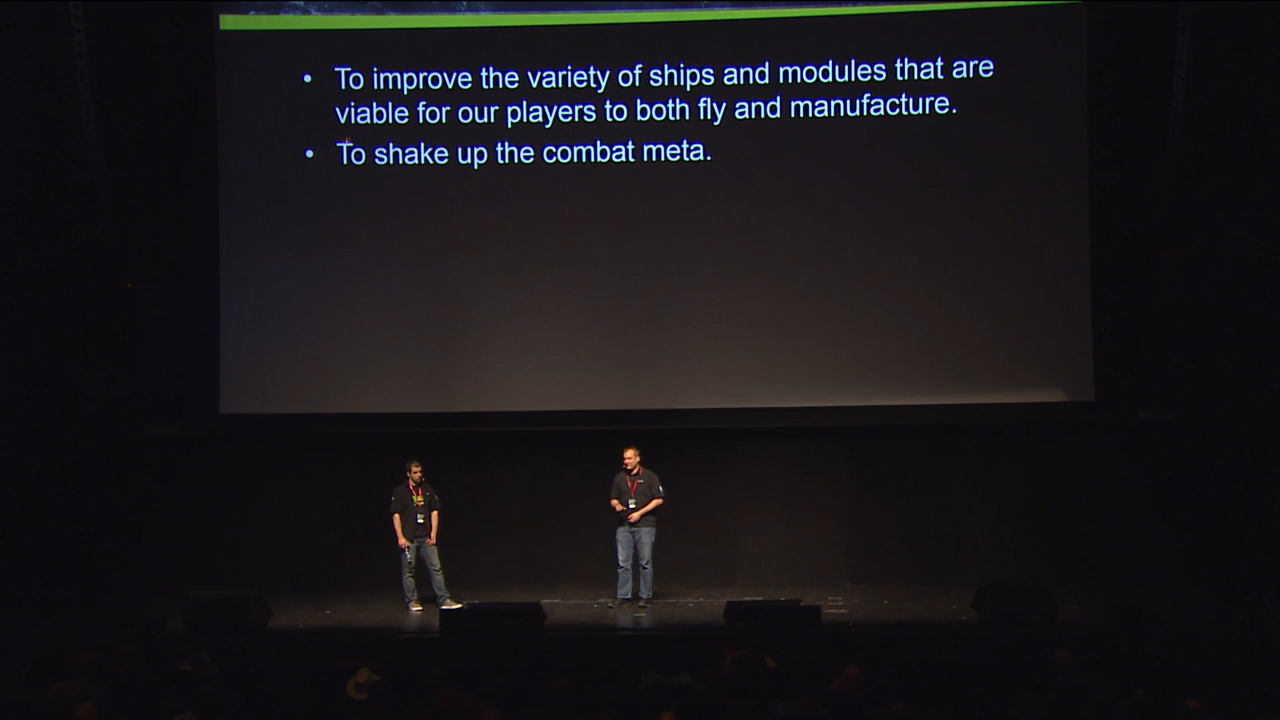 • To improve the variety of ships and modules that are
viable for our players to both fly and manufacture.
• To shake up the combat meta.